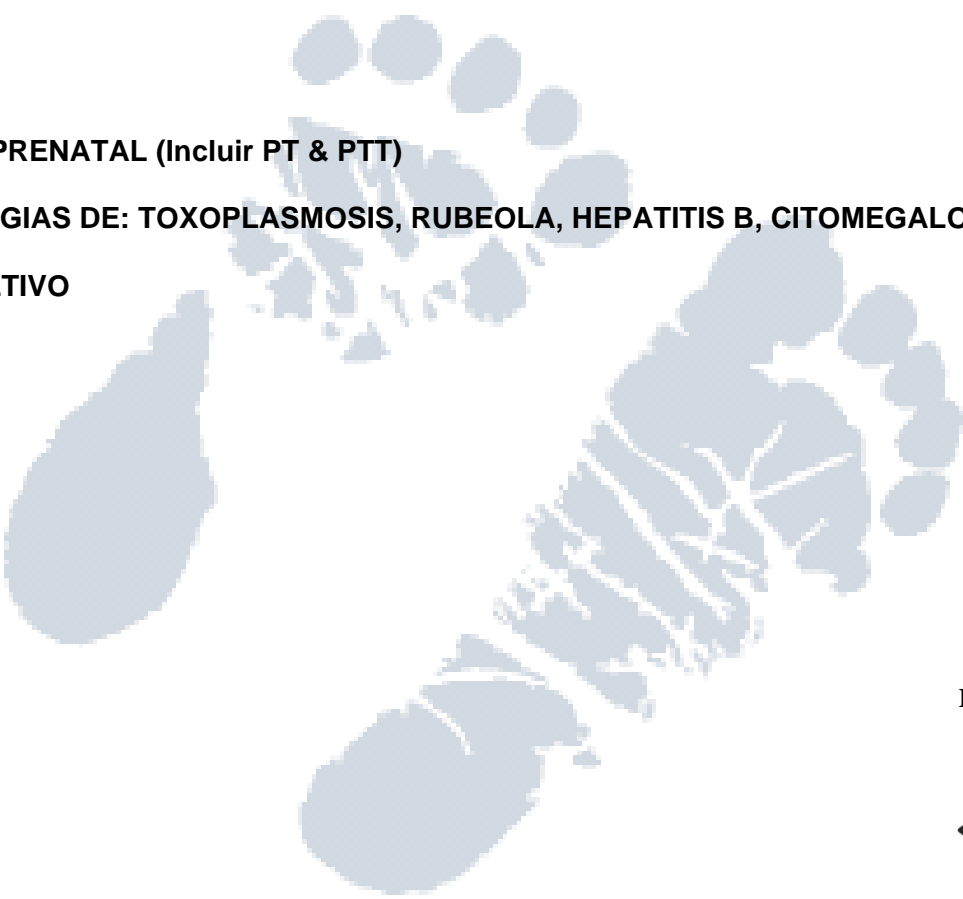 PRENATAL (Incluir PT & PTT)
GIAS DE: TOXOPLASMOSIS, RUBEOLA, HEPATITIS B, CITOMEGALO
TIVO